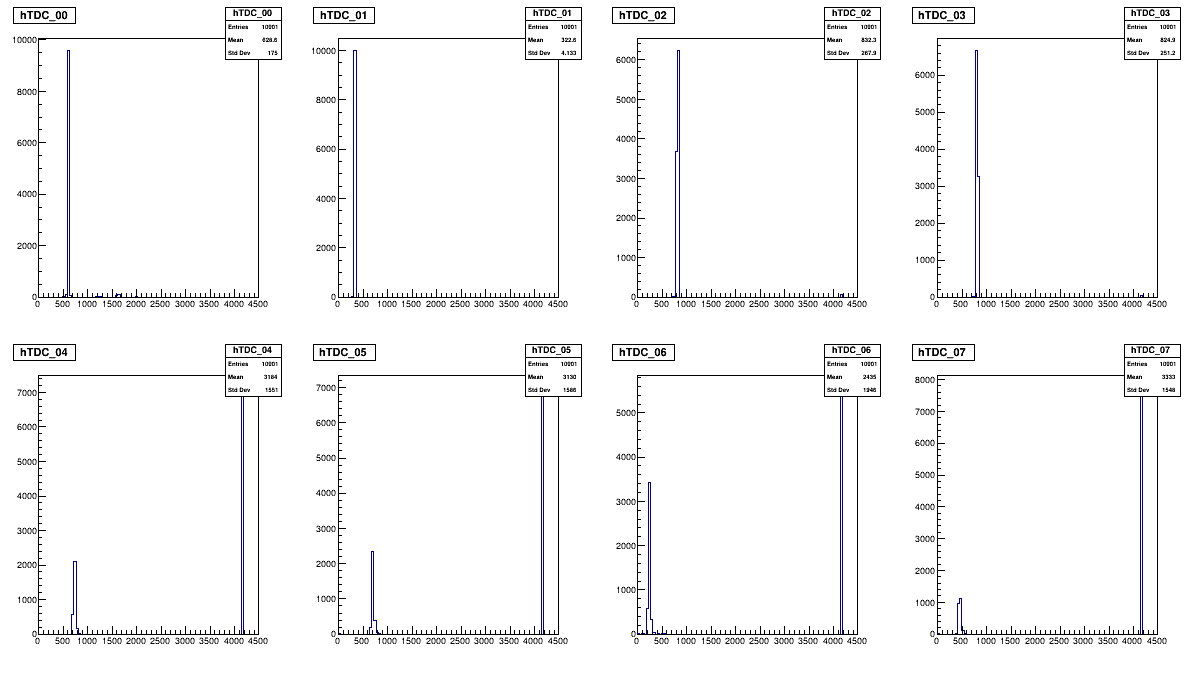 hTDC_00
hTDC_00
Entries 10001
Mean 628.6
Std Dev 175
10000
8000
6000
4000
2000
0
0 500 1000 1500 2000 2500 3000 3500 4000 4500
hTDC_01
hTDC_01
Entries 10001
Mean 322.6
Std Dev 4.133
10000
8000
6000
4000
2000
0
0 500 1000 1500 2000 2500 3000 3500 4000 4500
hTDC_02
hTDC_02
Entries 10001
Mean 832.3
Std Dev 267.9
6000
5000
4000
3000
2000
1000
0
0 500 1000 1500 2000 2500 3000 3500 4000 4500
hTDC_03
hTDC_03
Entries 10001
Mean 824.9
Std Dev 251.2
6000
5000
4000
3000
2000
1000
0
0 500 1000 1500 2000 2500 3000 3500 4000 4500
hTDC_04
hTDC_04
Entries 10001
Mean 3164
Std Dev 1551
7000
6000
5000
4000
3000
2000
1000
0
0 500 1000 1500 2000 2500 3000 3500 4000 4500
hTDC_05
hTDC_05
Entries 10001
Mean 3130
Std Dev 1586
7000
6000
5000
4000
3000
2000
1000
0
0 500 1000 1500 2000 2500 3000 3500 4000 4500
hTDC_06
hTDC_06
Entries 10001
Mean 2435
Std Dev 1946
5000
4000
3000
2000
1000
0
0 500 1000 1500 2000 2500 3000 3500 4000 4500
hTDC_07
hTDC_07
Entries 10001
Mean 3333
Std Dev 1548
8000
7000
6000
5000
4000
3000
2000
1000
0
0 500 1000 1500 2000 2500 3000 3500 4000 4500